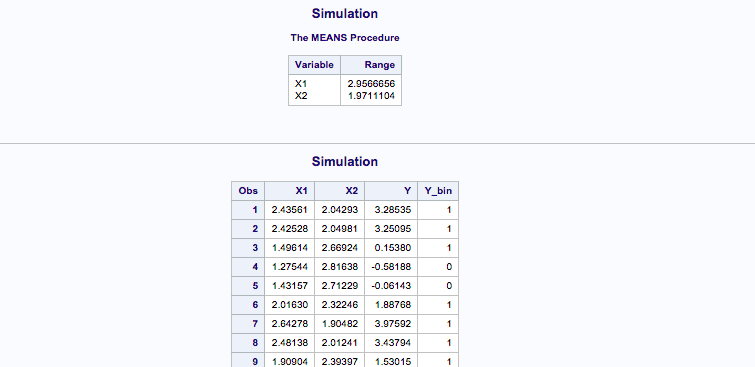 Simulation
The MEANS Procedure
Variable Range
X1 2.9566656
X2 1.9711104
Simulation
Obs X1 X2 Y Y_bin
1 2.43561 2.04293 3.28535 1
2 2.42528 2.04981 3.25095 1
3 1.49614 2.66924 0.15380 1
4 1.27544 2.81638 -0.58188 0
5 1.43157 2.71229 -0.06143 0
6 2.01630 2.32246 1.88768 1
7 2.64278 1.90482 3.97592 1
8 2.48138 2.01241 3.43794 1
9 1.90904 2.39397 1.53015 1